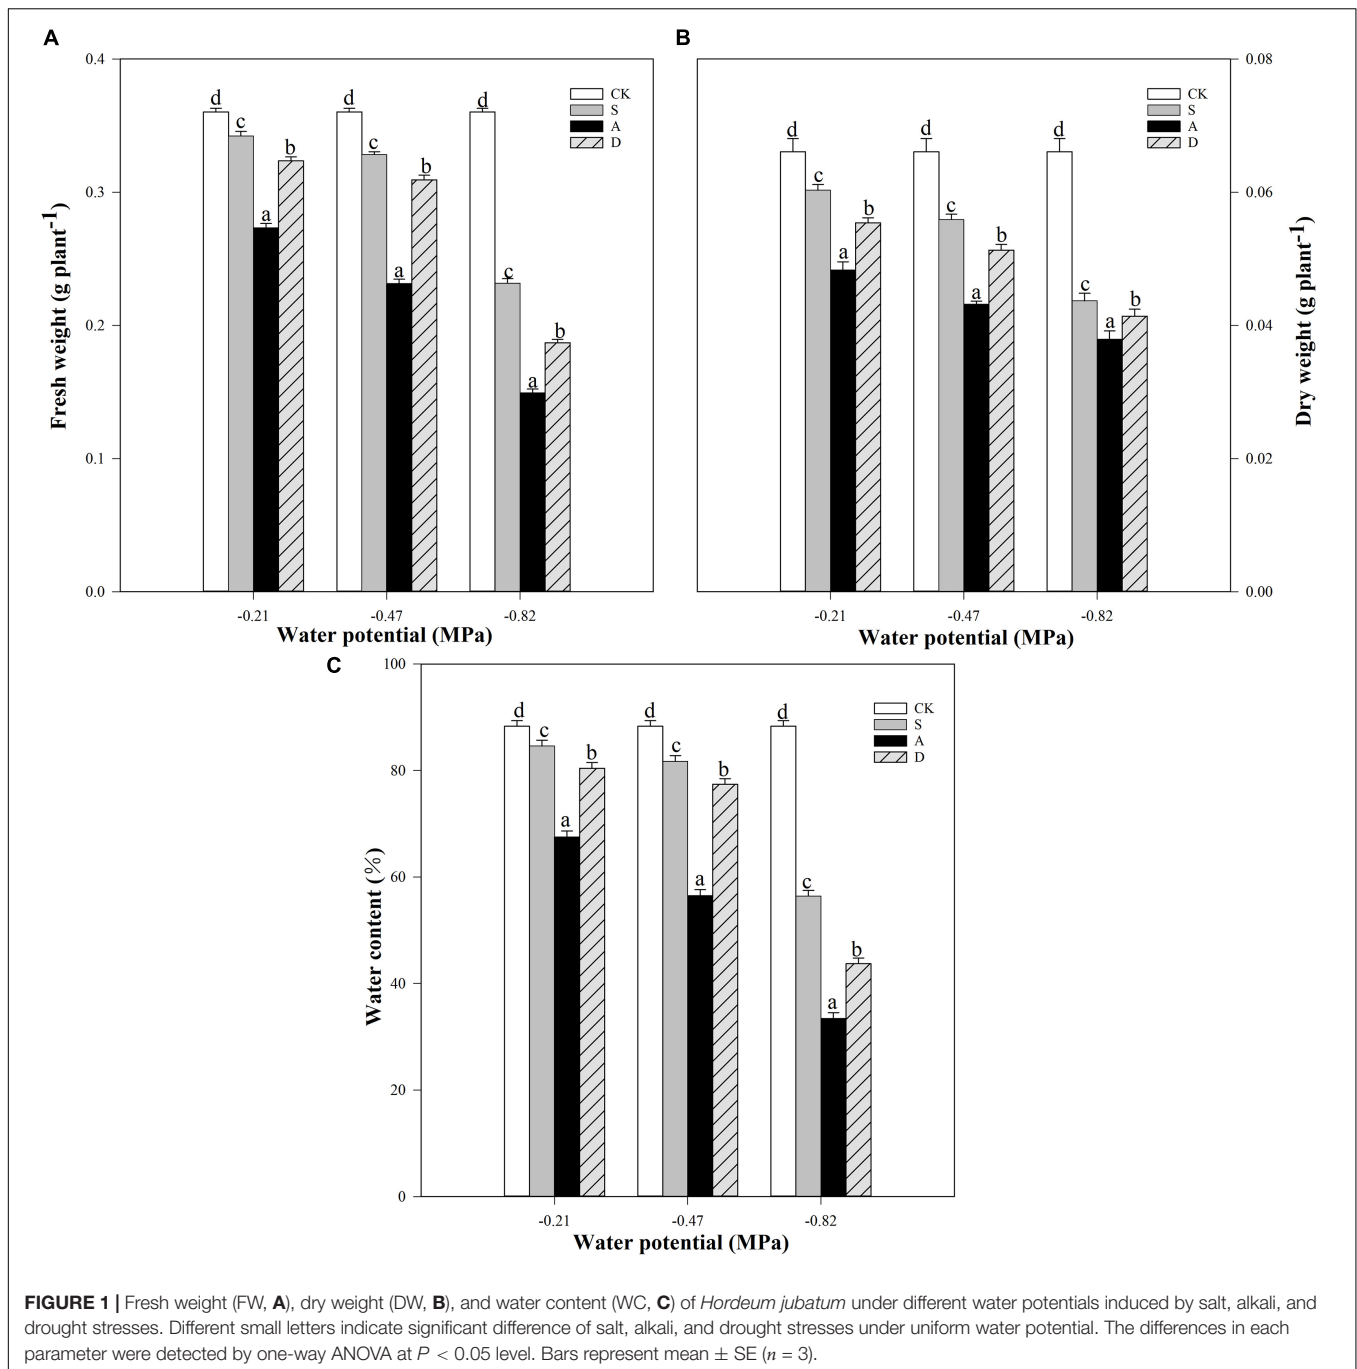 A
0.4
0.3
0.2
0.1
0.0
Fresh weight (g plant-1)
d c a b
d c a b
d c a b
CK
S
A
D
-0.21 -0.47 -0.82
Water potential (MPa)
B
0.08
0.06
0.04
0.02
0.00
Dry weight (g plant-1)
d c a b
d c a b
d c a b
CK
S
A
D
-0.21 -0.47 -0.82
Water potential (MPa)
C
100
80
60
40
20
0
Water content (%)
d c a b
d c a b
d c a b
CK
S
A
D
-0.21 -0.47 -0.82
Water potential (MPa)
FIGURE 1 | Fresh weight (FW, A), dry weight (DW, B), and water content (WC, C) of Hordeum jubatum under different water potentials induced by salt, alkali, and
drought stresses. Different small letters indicate significant difference of salt, alkali, and drought stresses under uniform water potential. The differences in each
parameter were detected by one-way ANOVA at P < 0.05 level. Bars represent mean ± SE (n = 3).